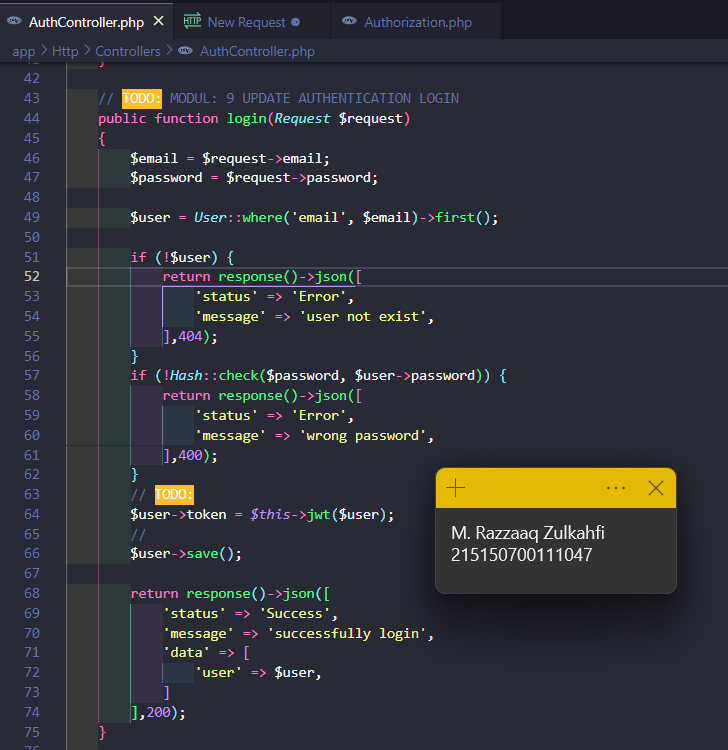 AuthController.php
HTTP New Request
Authorization.php
app > Http > Controllers > AuthController.php
41 }
42
43 // TODO: MODUL: 9 UPDATE AUTHENTICATION LOGIN
44 public function login(Request $request)
45 {
46 $email = $request->email;
47 $password = $request->password;
48
49 $user = User::where('email', $email)->first();
50
51 if (!$user) {
52 return response()->json([
53 'status' => 'Error',
54 'message' => 'user not exist',
55 ],404);
56 }
57 if (!Hash::check($password, $user->password)) {
58 return response()->json([
59 'status' => 'Error',
60 'message' => 'wrong password',
61 ],400);
62 }
63 // TODO:
64 $user->token = $this->jwt($user);
65 //
66 $user->save();
67
68 return response()->json([
69 'status' => 'Success',
70 'message' => 'successfully login',
71 'data' => [
72 'user' => $user,
73 ]
74 ],200);
75 }
M. Razzaaq Zulkahfi
215150700111047